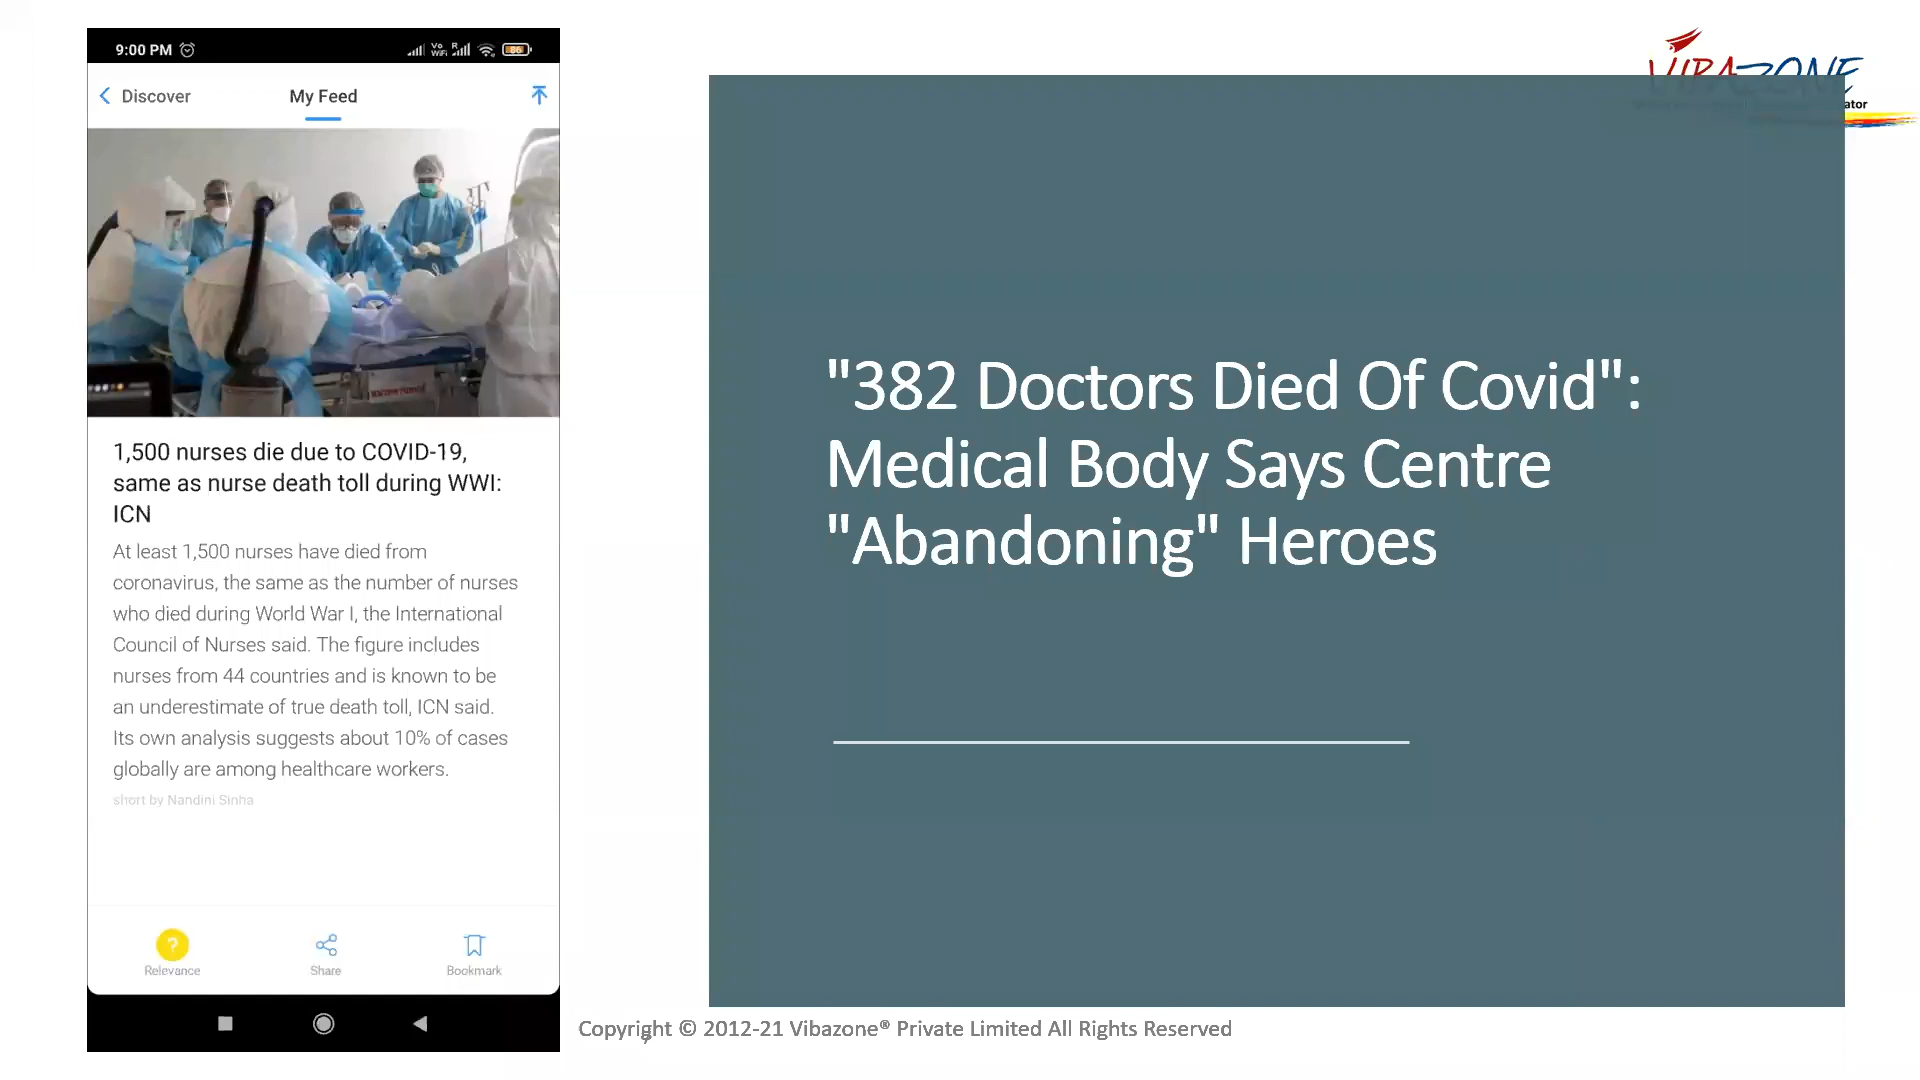 9:00 PM
Vo
WiFi
R
86
Discover
My Feed
1,500 nurses die due to COVID-19,
same as nurse death toll during WWI:
ICN
At least 1,500 nurses have died from
coronavirus, the same as the number of nurses
who died during World War I, the International
Council of Nurses said. The figure includes
nurses from 44 countries and is known to be
an underestimate of true death toll, ICN said.
Its own analysis suggests about 10% of cases
globally are among healthcare workers.
short by Nandini Sinha
?
Relevance
Share
Bookmark
VIBAZONE
ator
"382 Doctors Died Of Covid":
Medical Body Says Centre
"Abandoning" Heroes
Copyright © 2012-21 Vibazone® Private Limited All Rights Reserved